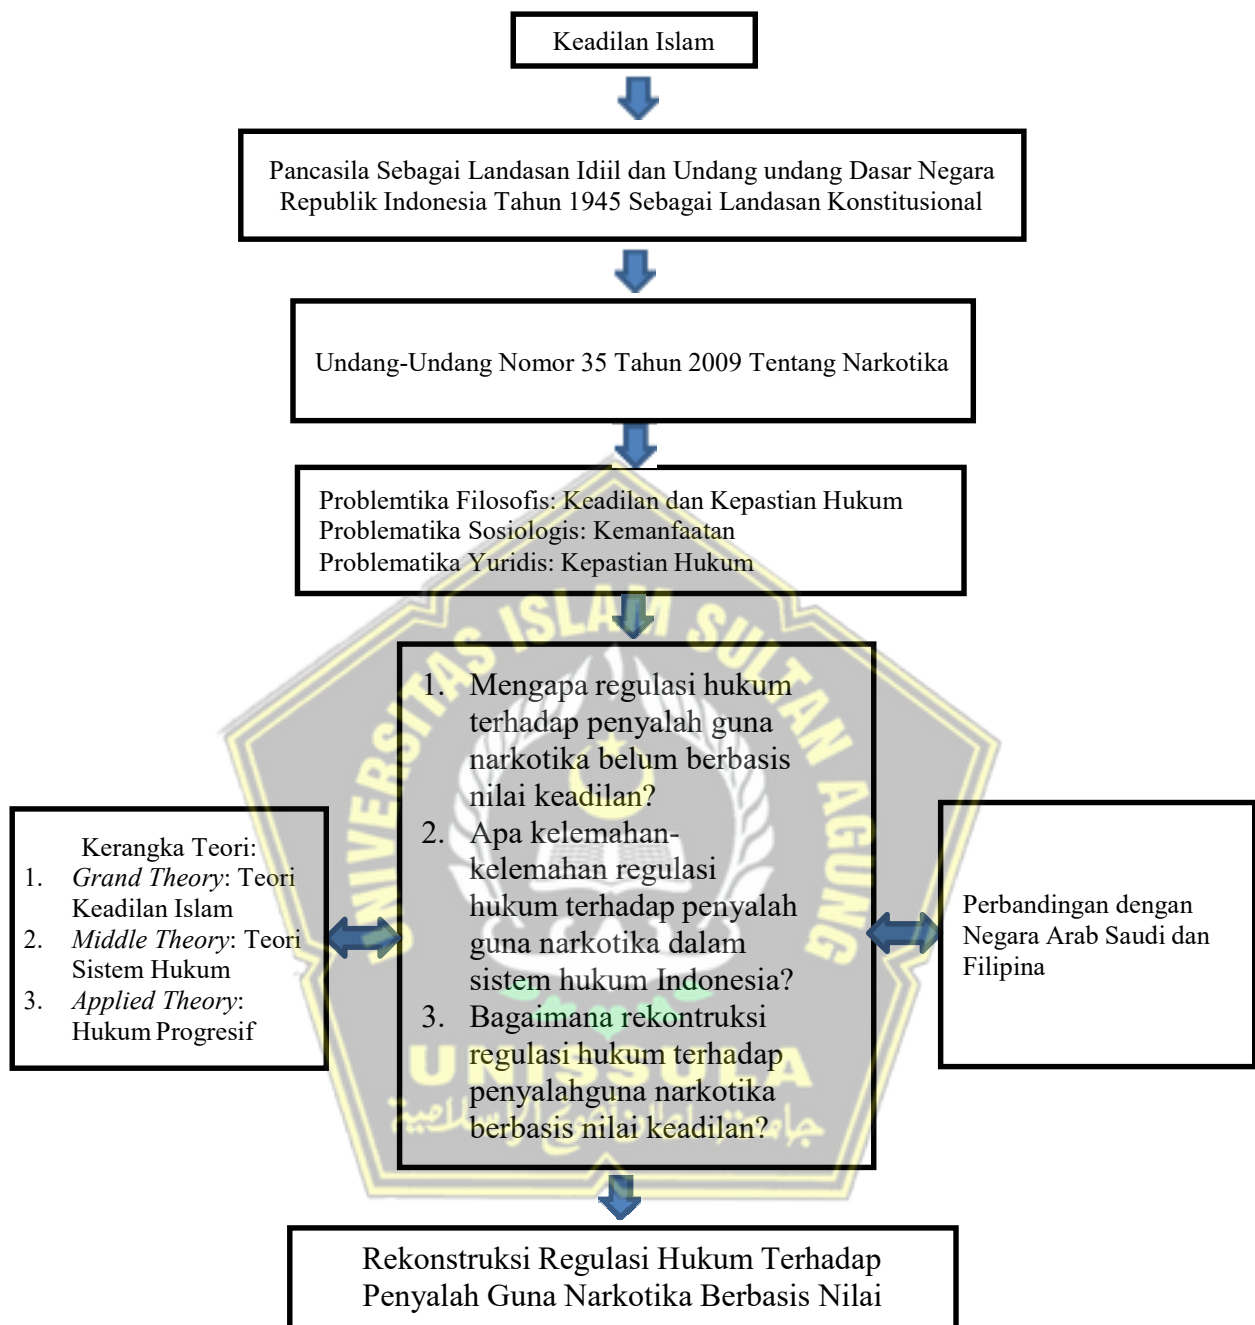 Keadilan Islam
Pancasila Sebagai Landasan Idiil dan Undang undang Dasar Negara
Republik Indonesia Tahun 1945 Sebagai Landasan Konstitusional
Undang-Undang Nomor 35 Tahun 2009 Tentang Narkotika
Problemtika Filosofis: Keadilan dan Kepastian Hukum
Problematika Sosiologis: Kemanfaatan
Problematika Yuridis: Kepastian Hukum
UNIVERSITAS ISLAM SULTAN AGUNG
1. Mengapa regulasi hukum
terhadap penyalah guna
narkotika belum berbasis
nilai keadilan?
2. Apa kelemahan-
kelemahan regulasi
hukum terhadap penyalah
guna narkotika dalam
sistem hukum Indonesia?
3. Bagaimana rekontruksi
regulasi hukum terhadap
penyalahguna narkotika
berbasis nilai keadilan?
Kerangka Teori:
1. Grand Theory: Teori
Keadilan Islam
2. Middle Theory: Teori
Sistem Hukum
3. Applied Theory:
Hukum Progresif
Perbandingan dengan
Negara Arab Saudi dan
Filipina
UNISSULA
جامعة سلطان أجونج الإسلامية
Rekonstruksi Regulasi Hukum Terhadap
Penyalah Guna Narkotika Berbasis Nilai